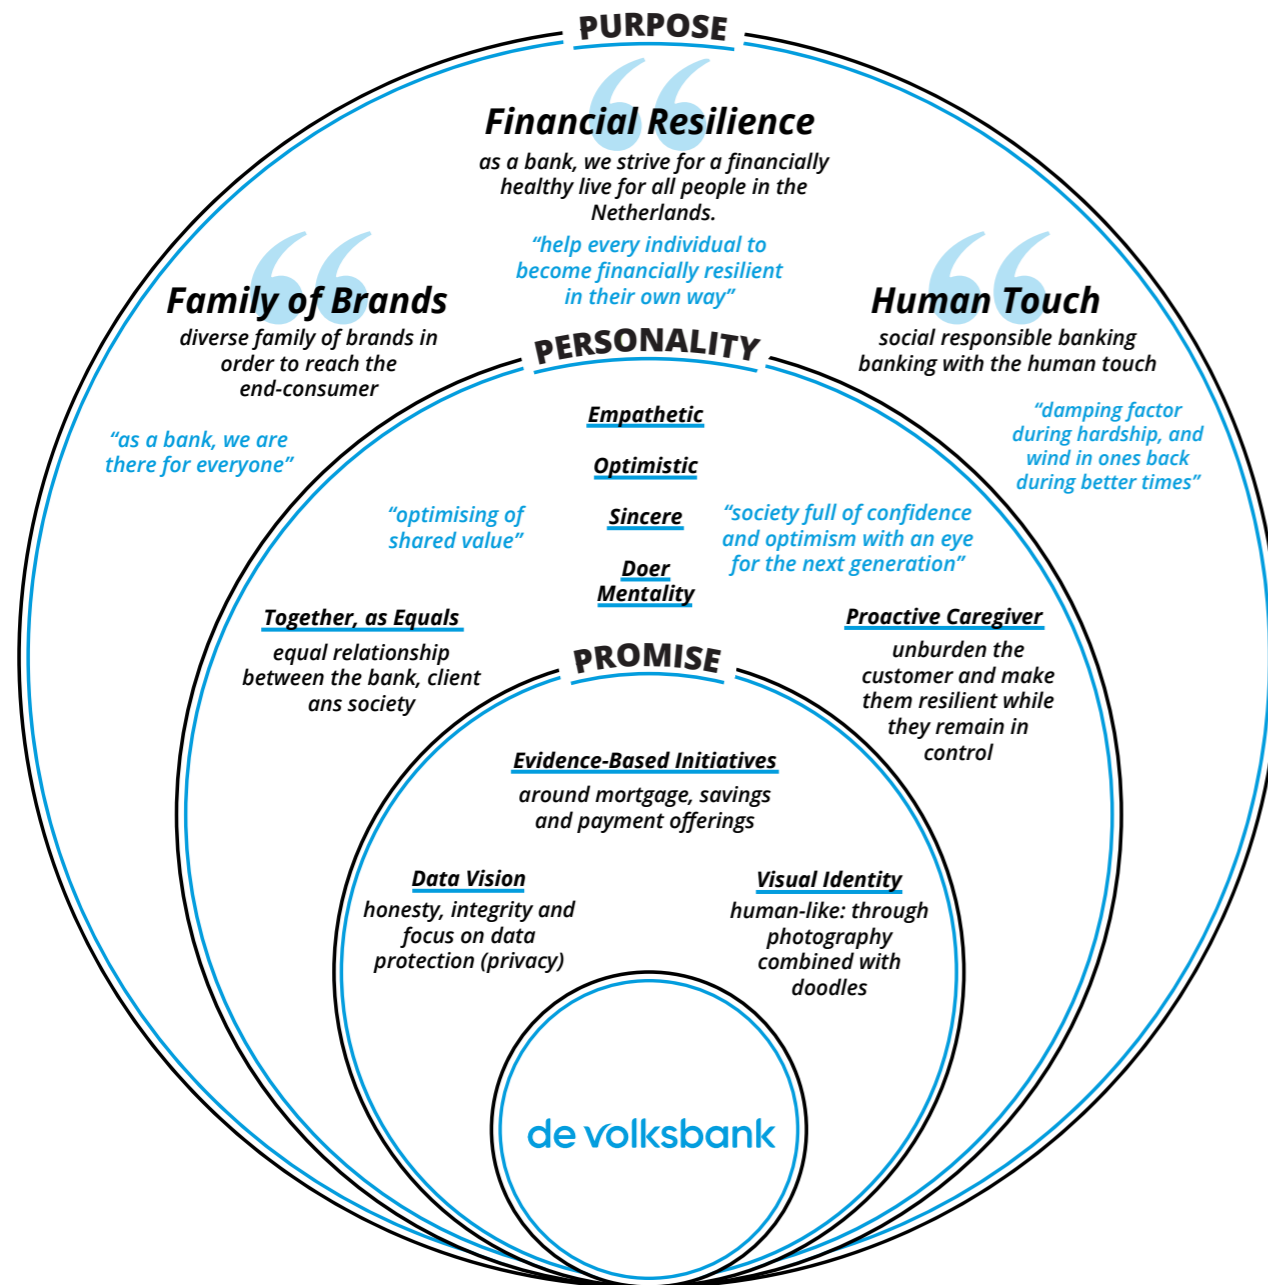 PURPOSE
Financial Resilience
as a bank, we strive for a financially
healthy live for all people in the
Netherlands.
“help every individual to
become financially resilient
in their own way”
Family of Brands
diverse family of brands in
order to reach the
end-consumer
“as a bank, we are
there for everyone”
Human Touch
social responsible banking
banking with the human touch
“damping factor
during hardship, and
wind in ones back
during better times”
PERSONALITY
Empathetic
Optimistic
Sincere
Doer
Mentality
“optimising of
shared value”
“society full of confidence
and optimism with an eye
for the next generation”
Together, as Equals
equal relationship
between the bank, client
ans society
Proactive Caregiver
unburden the
customer and make
them resilient while
they remain in
control
PROMISE
Evidence-Based Initiatives
around mortgage, savings
and payment offerings
Data Vision
honesty, integrity and
focus on data
protection (privacy)
Visual Identity
human-like: through
photography
combined with
doodles
de volksbank